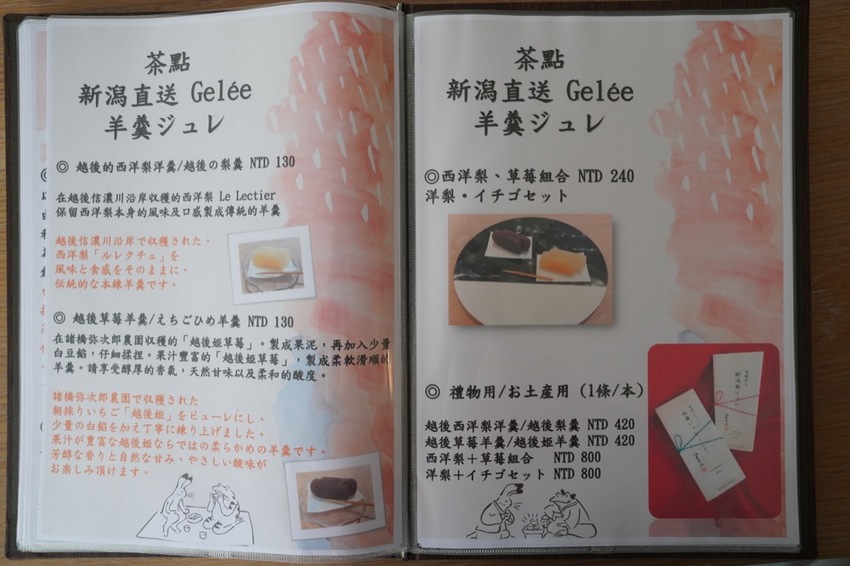 茶點
新潟直送 Gelée
羊羹ジュレ
◎ 越後的西洋梨洋羹/越後の梨羹 NTD 130
在越後信濃川沿岸收穫的西洋梨 Le Lectier
保留西洋梨本身的風味及口感製成傳統的羊羹
越後信濃川沿岸で収穫された、
西洋梨「ルレクチェ」を
風味と食感をそのままに、
伝統的な本練羊羹です。
◎ 越後草莓羊羹/えちごひめ羊羹 NTD 130
在諸橋弥次郎農園收穫的「越後姬草莓」。製成果泥，再加入少量
白豆餡，仔細揉捏。果汁豐富的「越後姬草莓」，製成柔軟滑順的
羊羹。請享受醇厚的香氣，天然甘味以及柔和的酸度。
諸橋弥次郎農園で収穫された
朝採りいちご「越後姫」をピューレにし、
少量の白餡を加え丁寧に練り上げました。
果汁が豊富な越後姫ならではの柔らかめの羊羹です。
芳醇な香りと自然な甘み、やさしい酸味が
お楽しみ頂けます。
茶點
新潟直送 Gelée
羊羹ジュレ
◎西洋梨、草莓組合 NTD 240
洋梨・イチゴセット
◎ 禮物用/お土産用（1條/本）
越後西洋梨洋羹/越後梨羹 NTD 420
越後草莓羊羹/越後姫羊羹 NTD 420
西洋梨＋草莓組合 NTD 800
洋梨＋イチゴセット NTD 800
新潟ジュレ